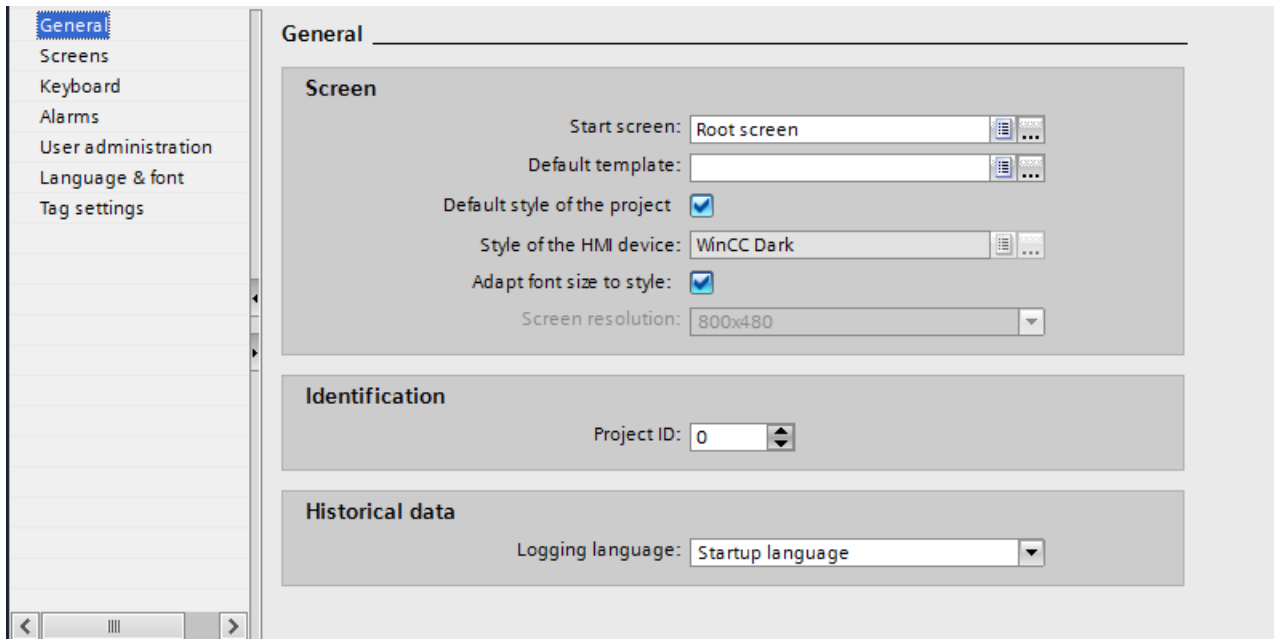 General
Screens
Keyboard
Alarms
User administration
Language & font
Tag settings
General
Screen
Start screen: Root screen
Default template:
Default style of the project
Style of the HMI device: WinCC Dark
Adapt font size to style:
Screen resolution: 800x480
Identification
Project ID: 0
Historical data
Logging language: Startup language